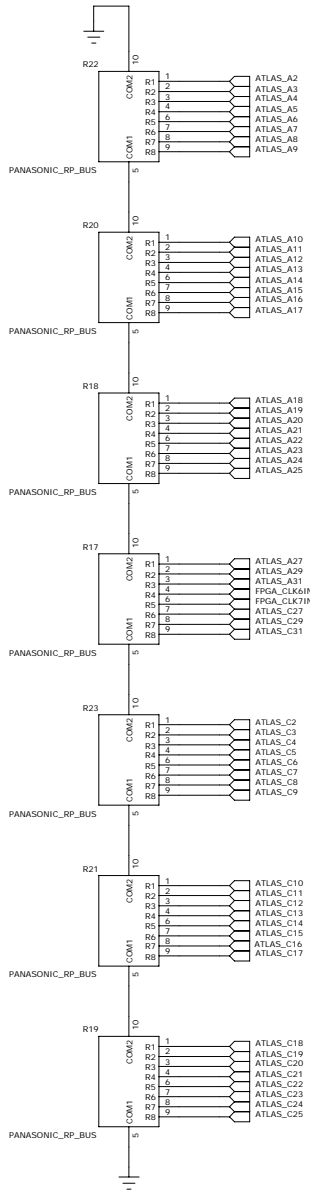 10
R22
COM2
COM1
R1 1 ATLAS_A2
R2 2 ATLAS_A3
R3 3 ATLAS_A4
R4 4 ATLAS_A5
R5 6 ATLAS_A6
R6 7 ATLAS_A7
R7 8 ATLAS_A8
R8 9 ATLAS_A9
PANASONIC_RP_BUS
5
10
R20
COM2
COM1
R1 1 ATLAS_A10
R2 2 ATLAS_A11
R3 3 ATLAS_A12
R4 4 ATLAS_A13
R5 6 ATLAS_A14
R6 7 ATLAS_A15
R7 8 ATLAS_A16
R8 9 ATLAS_A17
PANASONIC_RP_BUS
5
10
R18
COM2
COM1
R1 1 ATLAS_A18
R2 2 ATLAS_A19
R3 3 ATLAS_A20
R4 4 ATLAS_A21
R5 6 ATLAS_A22
R6 7 ATLAS_A23
R7 8 ATLAS_A24
R8 9 ATLAS_A25
PANASONIC_RP_BUS
5
10
R17
COM2
COM1
R1 1 ATLAS_A27
R2 2 ATLAS_A29
R3 3 ATLAS_A31
R4 4 FPGA_CLK6IN
R5 6 FPGA_CLK7IN
R6 7 ATLAS_C27
R7 8 ATLAS_C29
R8 9 ATLAS_C31
PANASONIC_RP_BUS
5
10
R23
COM2
COM1
R1 1 ATLAS_C2
R2 2 ATLAS_C3
R3 3 ATLAS_C4
R4 4 ATLAS_C5
R5 6 ATLAS_C6
R6 7 ATLAS_C7
R7 8 ATLAS_C8
R8 9 ATLAS_C9
PANASONIC_RP_BUS
5
10
R21
COM2
COM1
R1 1 ATLAS_C10
R2 2 ATLAS_C11
R3 3 ATLAS_C12
R4 4 ATLAS_C13
R5 6 ATLAS_C14
R6 7 ATLAS_C15
R7 8 ATLAS_C16
R8 9 ATLAS_C17
PANASONIC_RP_BUS
5
10
R19
COM2
COM1
R1 1 ATLAS_C18
R2 2 ATLAS_C19
R3 3 ATLAS_C20
R4 4 ATLAS_C21
R5 6 ATLAS_C22
R6 7 ATLAS_C23
R7 8 ATLAS_C24
R8 9 ATLAS_C25
PANASONIC_RP_BUS
5